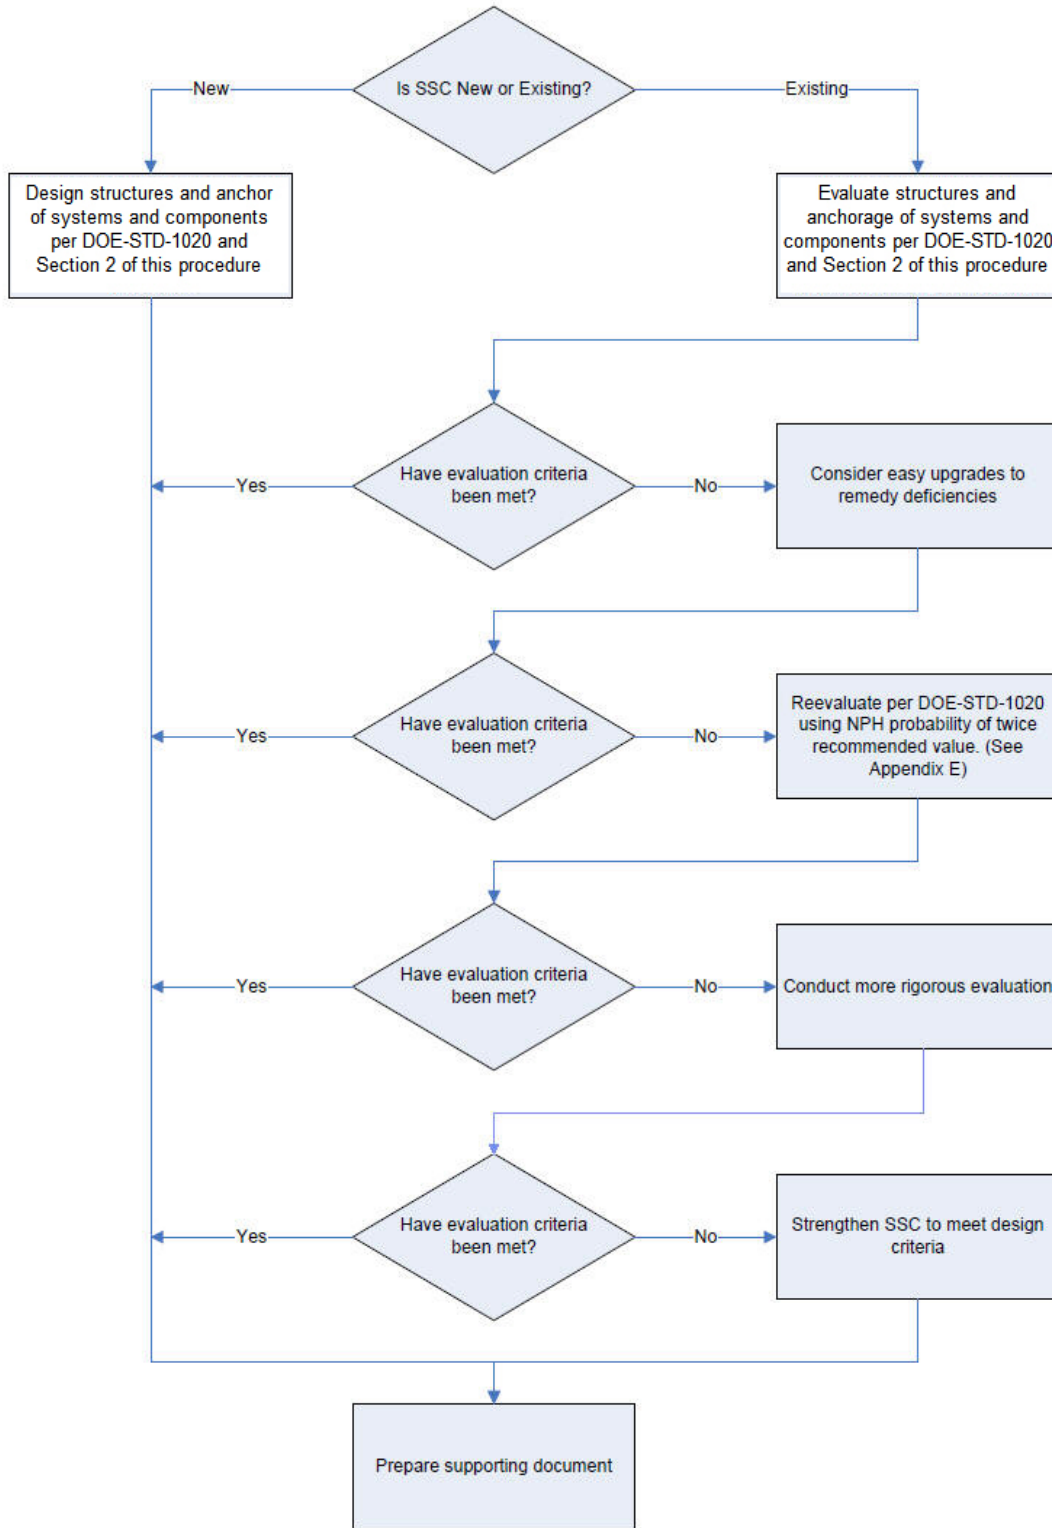 Is SSC New or Existing?
New
Existing
Design structures and anchor
of systems and components
per DOE-STD-1020 and
Section 2 of this procedure
Evaluate structures and
anchorage of systems and
components per DOE-STD-1020
and Section 2 of this procedure
Have evaluation criteria
been met?
Yes
No
Consider easy upgrades to
remedy deficiencies
Have evaluation criteria
been met?
Yes
No
Reevaluate per DOE-STD-1020
using NPH probability of twice
recommended value. (See
Appendix E)
Have evaluation criteria
been met?
Yes
No
Conduct more rigorous evaluation
Have evaluation criteria
been met?
Yes
No
Strengthen SSC to meet design
criteria
Prepare supporting document